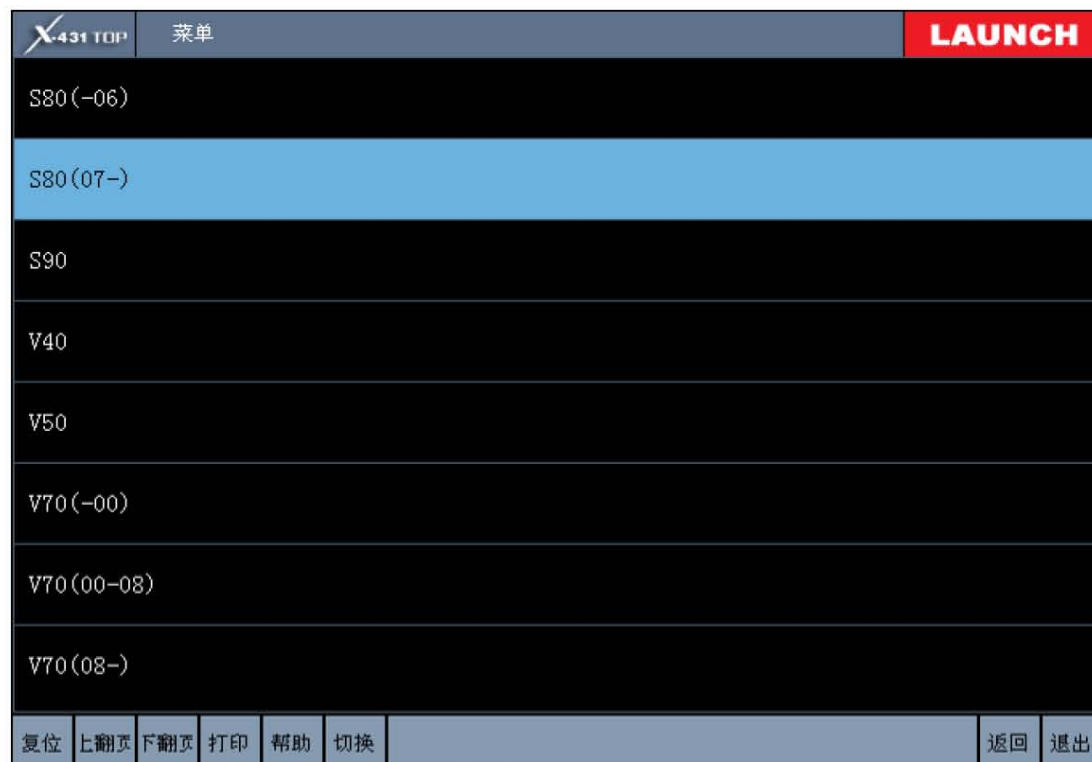 X-431 TOP 菜单 LAUNCH
S80(-06)
S80(07-)
S90
V40
V50
V70(-00)
V70(00-08)
V70(08-)
复位 上翻页 下翻页 打印 帮助 切换 返回 退出